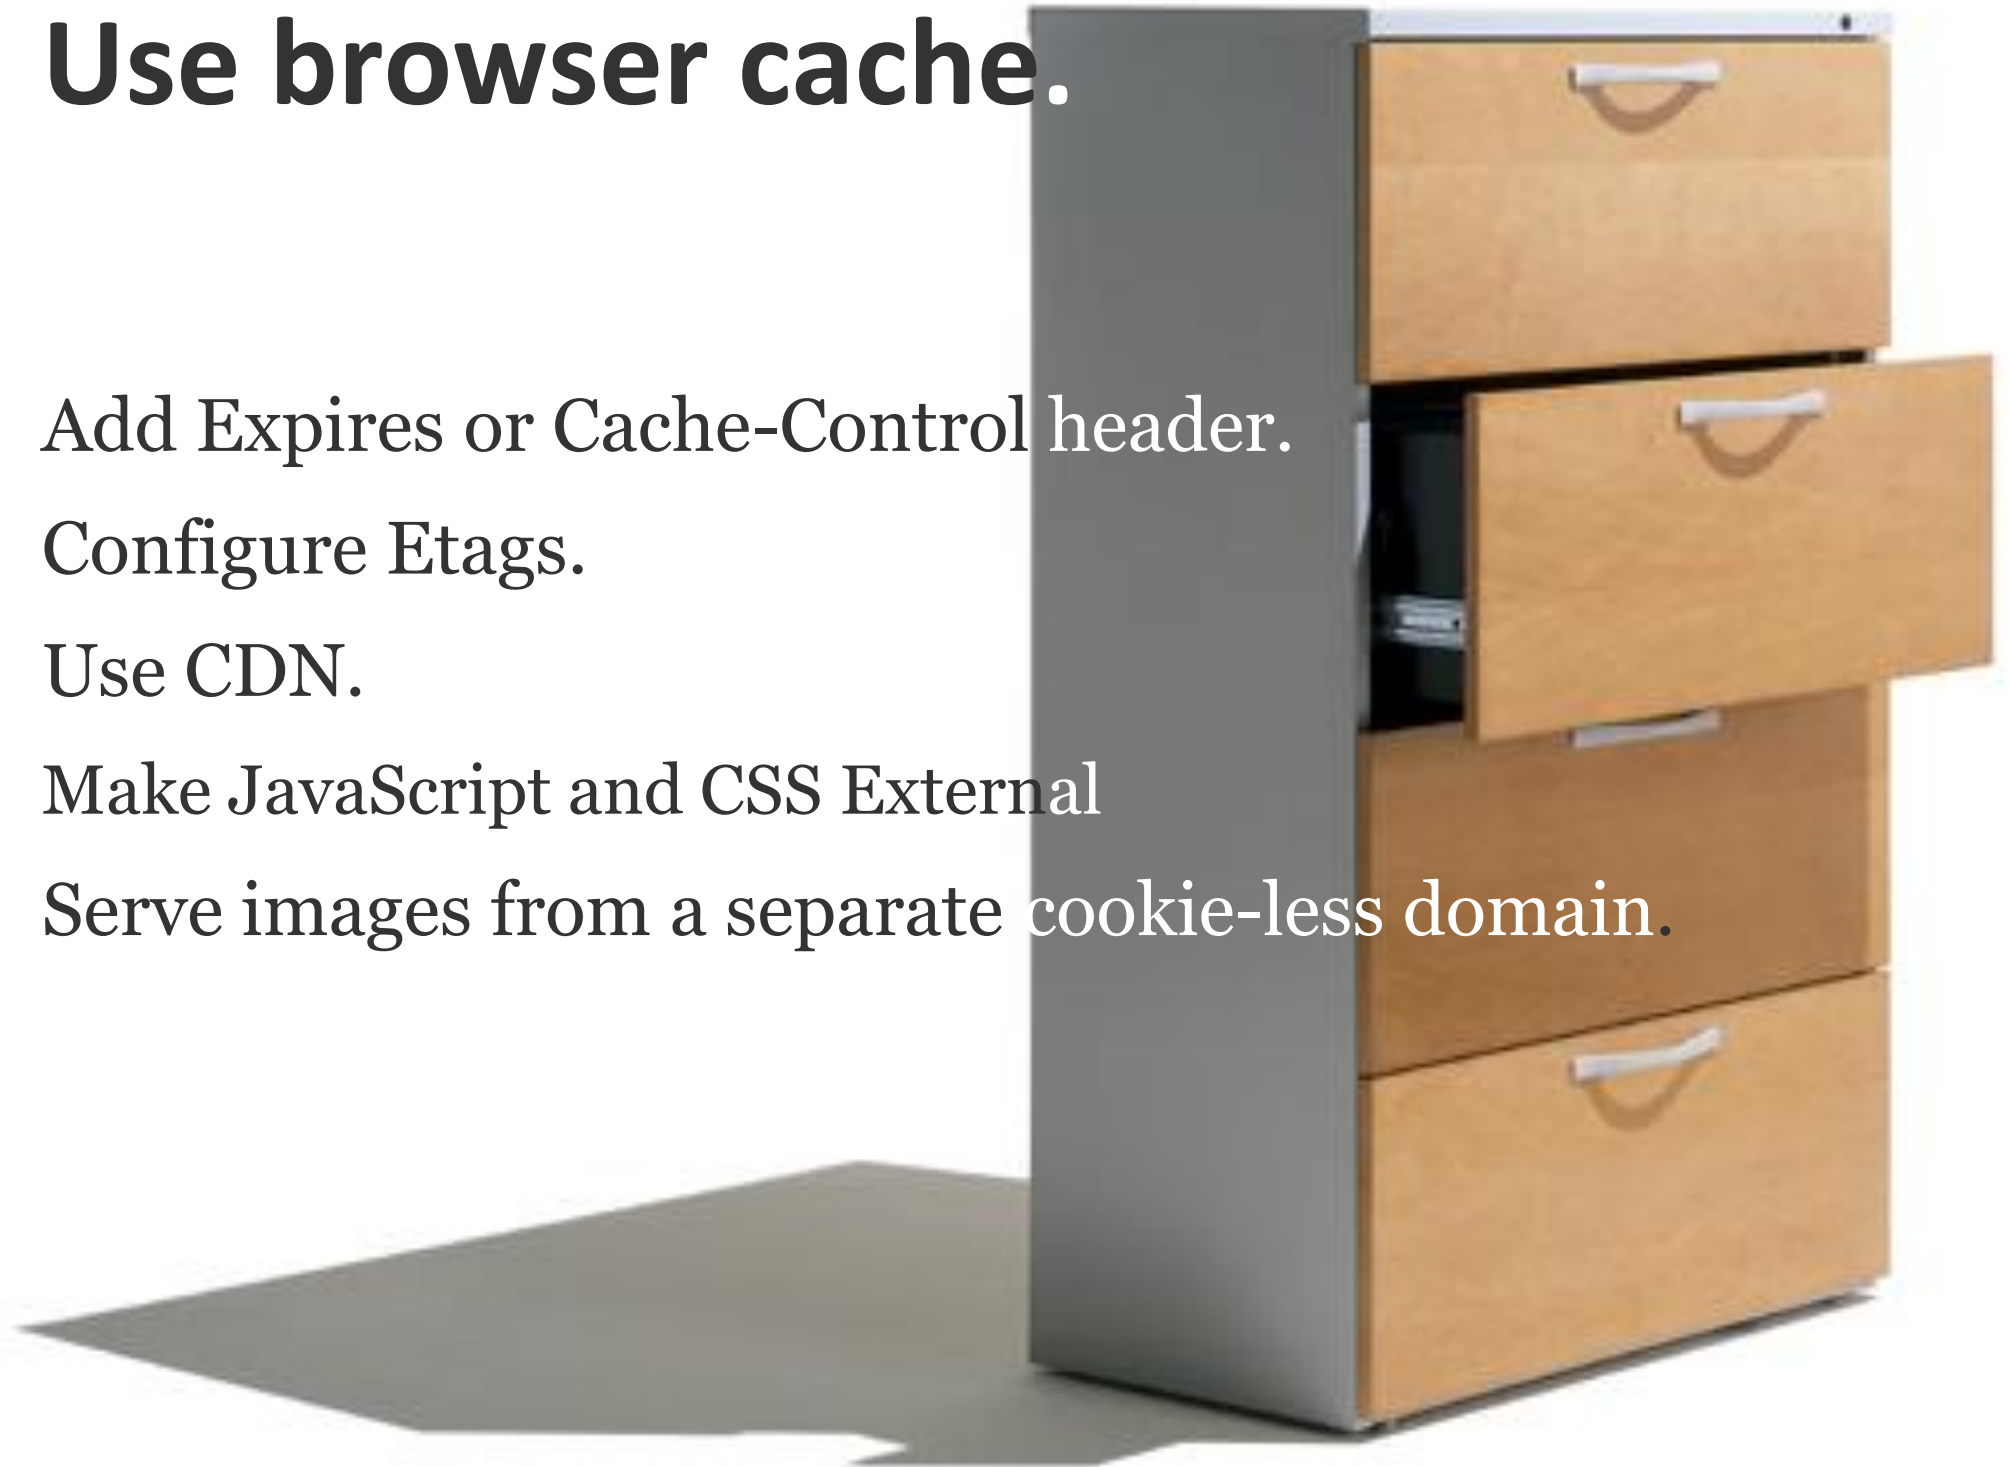 Use browser cache.
Add Expires or Cache-Control header.
Configure Etags.
Use CDN.
Make JavaScript and CSS External
Serve images from a separate cookie-less domain.